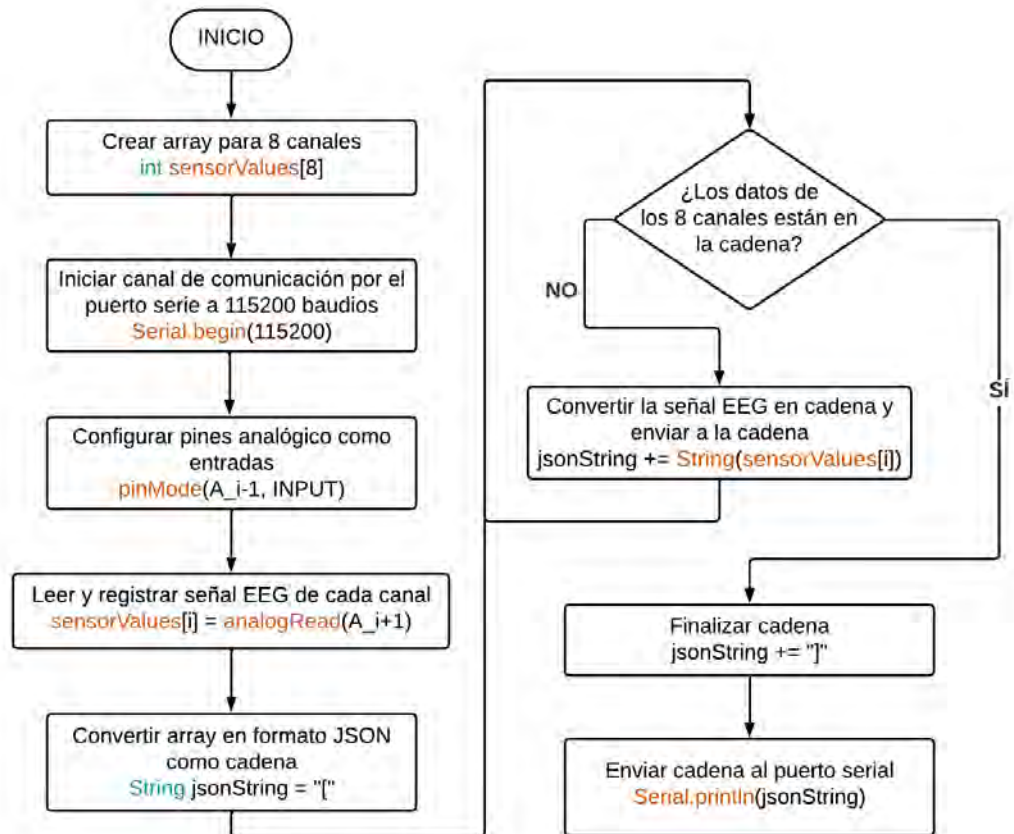 INICIO
Crear array para 8 canales
int sensorValues[8]
Iniciar canal de comunicación por el
puerto serie a 115200 baudios
Serial.begin(115200)
Configurar pines analógico como
entradas
pinMode(A_i-1, INPUT)
Leer y registrar señal EEG de cada canal
sensorValues[i] = analogRead(A_i+1)
Convertir array en formato JSON
como cadena
String jsonString = "["
¿Los datos de
los 8 canales están en
la cadena?
NO
SÍ
Convertir la señal EEG en cadena y
enviar a la cadena
jsonString += String(sensorValues[i])
Finalizar cadena
jsonString += "]"
Enviar cadena al puerto serial
Serial.println(jsonString)